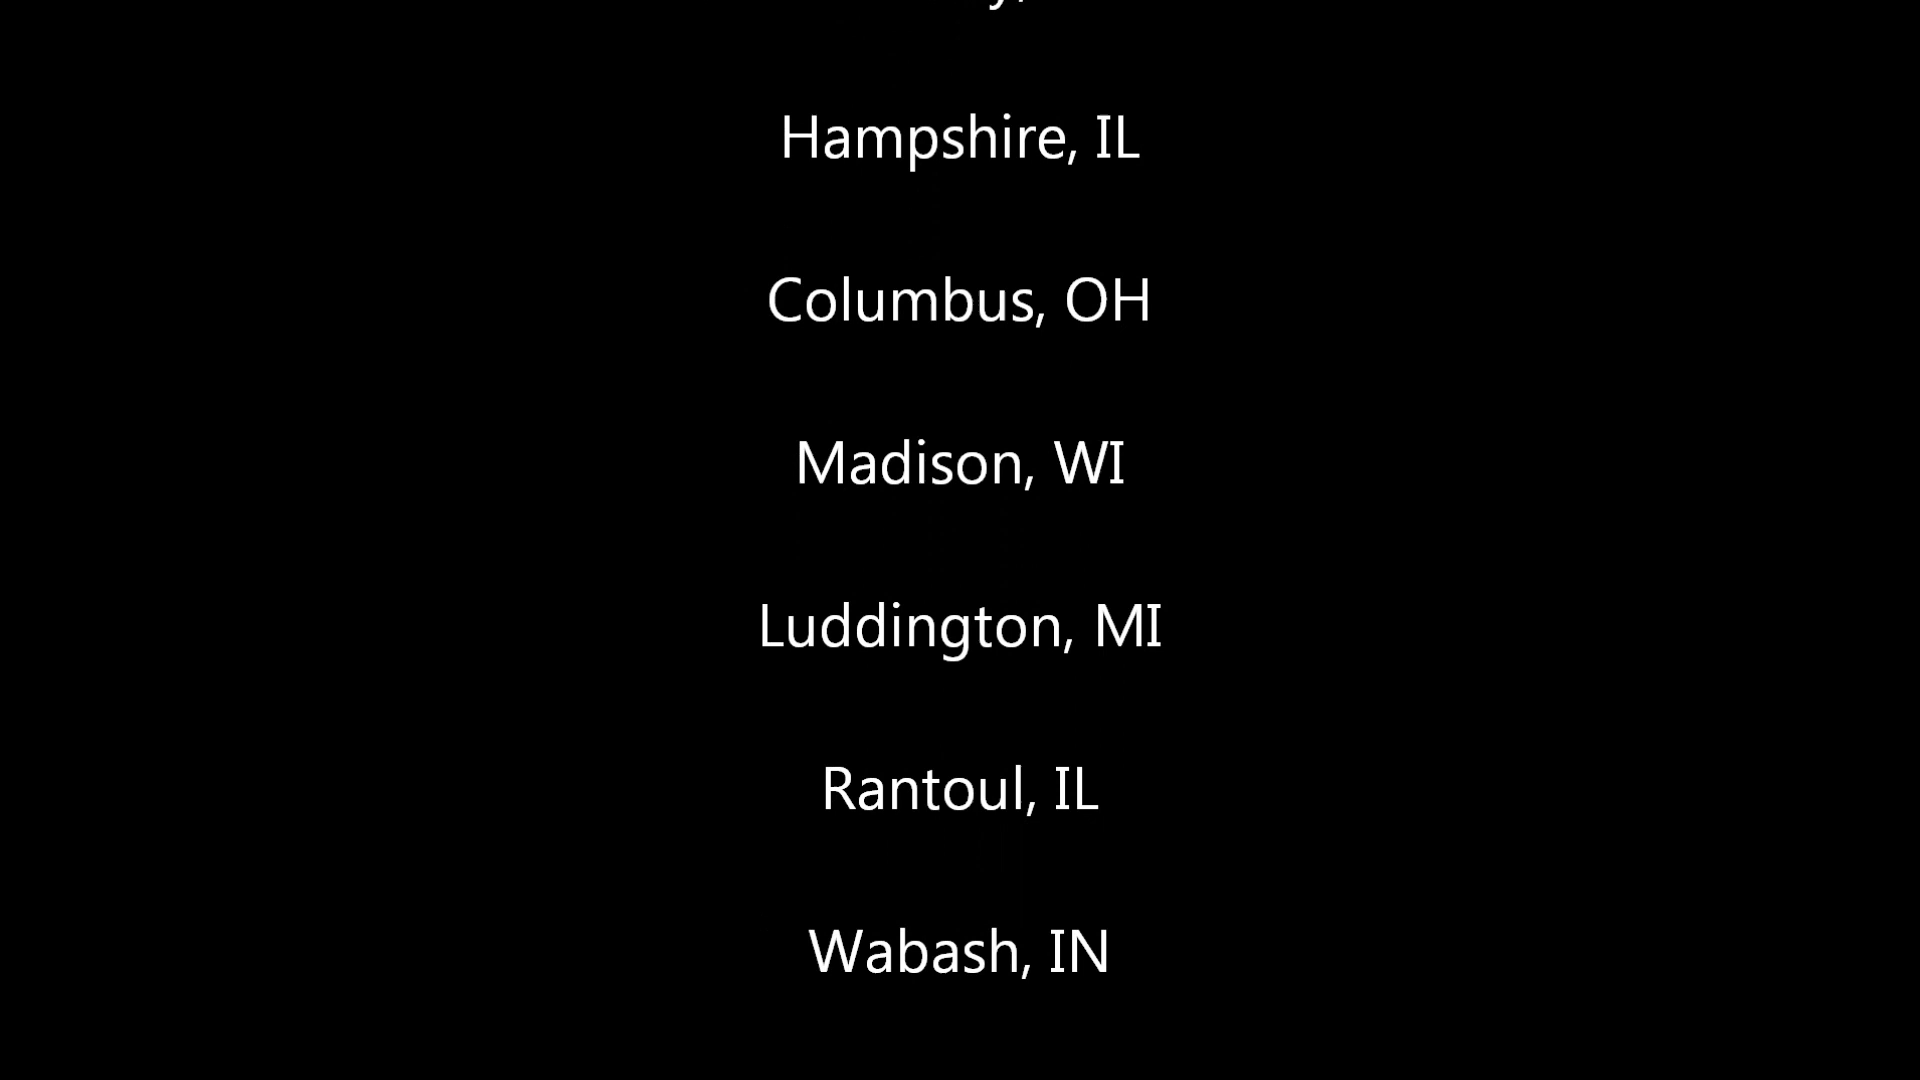 Hampshire, IL
Columbus, OH
Madison, WI
Luddington, MI
Rantoul, IL
Wabash, IN